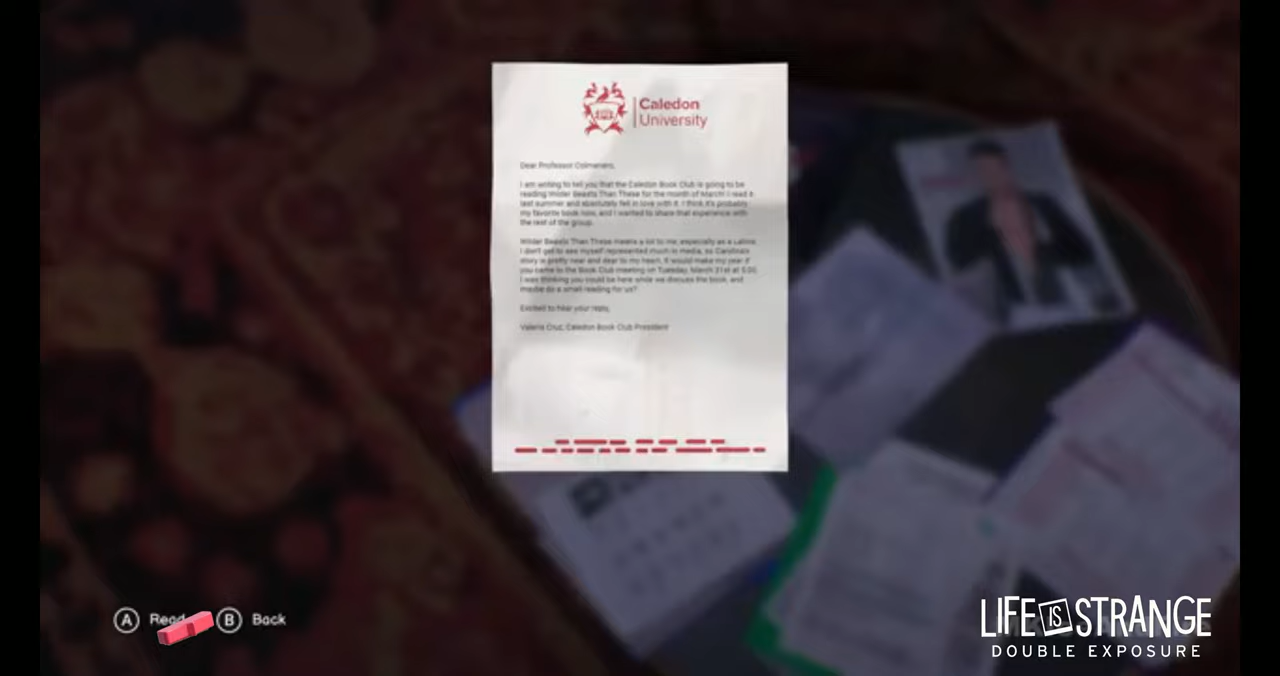 Caledon
University
Dear Professor Colmenero,
I am writing to tell you that the Caledon Book Club is going to be
reading Wilder Beasts Than These for the month of March! I read it
last summer and absolutely fell in love with it. I think it's probably
my favorite book now, and I wanted to share that experience with
the rest of the group.
Wilder Beasts Than These means a lot to me, especially as a Latina.
I don't get to see myself represented much in media, so Carolina's
story is pretty near and dear to my heart. It would make my year if
you came to the Book Club meeting on Tuesday, March 31st at 5:00.
I was thinking you could be here while we discuss the book, and
maybe do a small reading for us?
Excited to hear your reply,
Valeria Cruz, Caledon Book Club President
A Read B Back
LIFE IS STRANGE
DOUBLE EXPOSURE